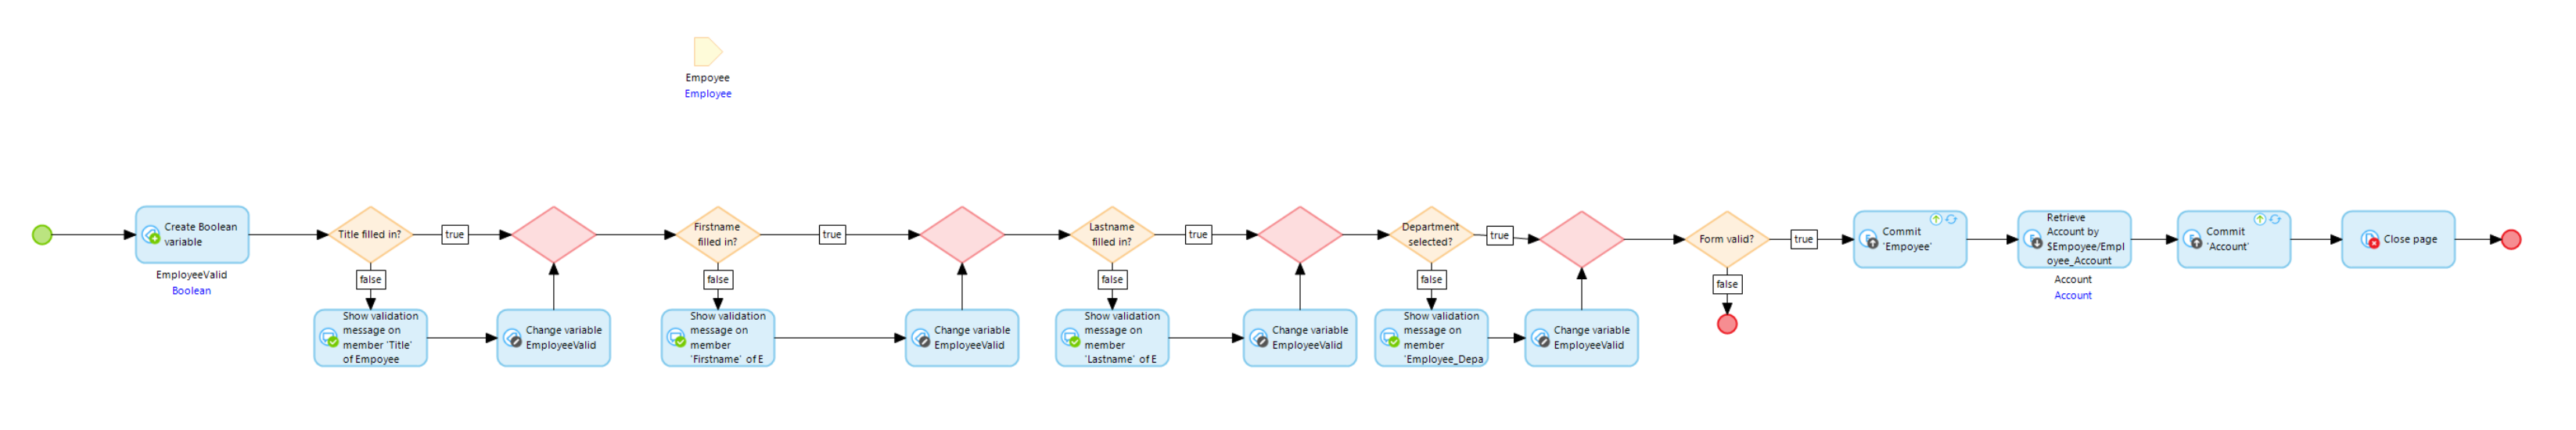 Empoyee
Employee
Create Boolean
variable
EmployeeValid
Boolean
Title filled in?
true
false
Show validation
message on
member 'Title'
of Empoyee
Change variable
EmployeeValid
Firstname
filled in?
true
false
Show validation
message on
member
'Firstname' of E
Change variable
EmployeeValid
Lastname
filled in?
true
false
Show validation
message on
member
'Lastname' of E
Change variable
EmployeeValid
Department
selected?
true
false
Show validation
message on
member
'Employee_Depa
Change variable
EmployeeValid
Form valid?
true
false
Commit
'Empoyee'
Retrieve
Account by
$Empoyee/Empl
oyee_Account
Account
Account
Commit
'Account'
Close page